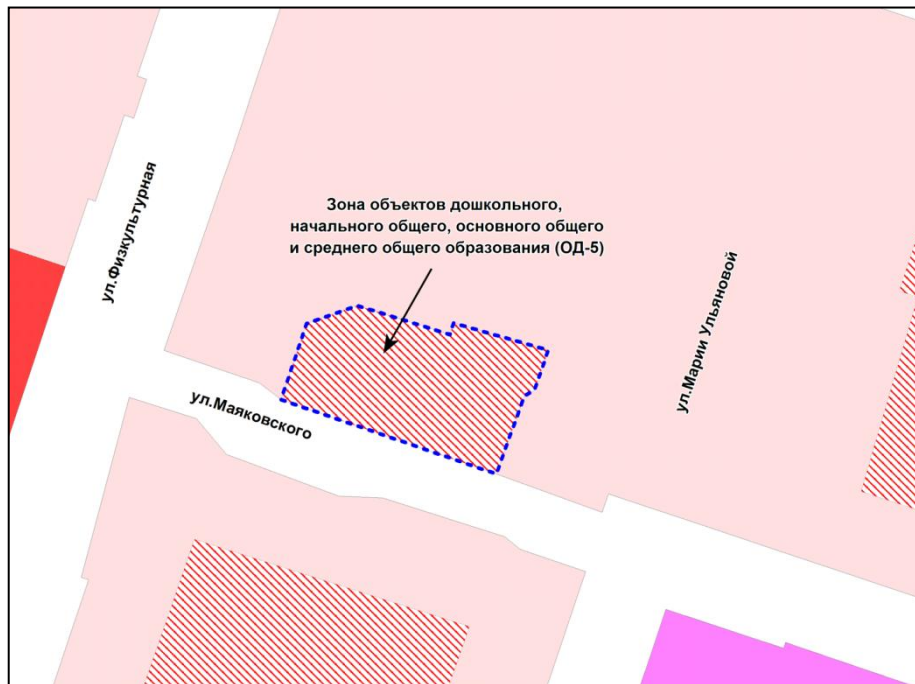 ул.Физкультурная
Зона объектов дошкольного,
начального общего, основного общего
и среднего общего образования (ОД-5)
ул.Марии Ульяновой
ул.Маяковского